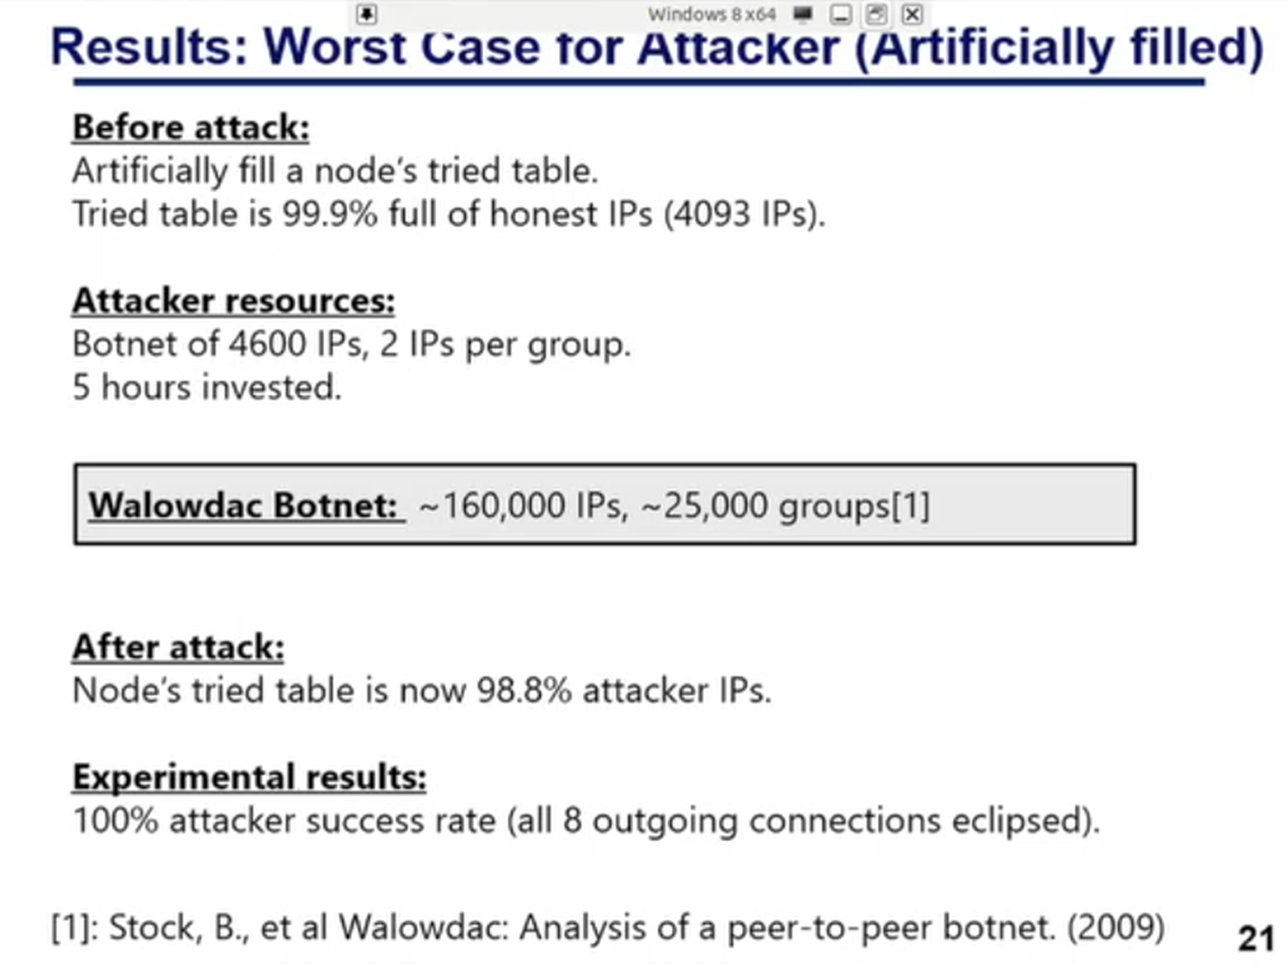 Windows 8 x64
Results: Worst Case for Attacker (Artificially filled)
Before attack:
Artificially fill a node's tried table.
Tried table is 99.9% full of honest IPs (4093 IPs).
Attacker resources:
Botnet of 4600 IPs, 2 IPs per group.
5 hours invested.
Walowdac Botnet: ~160,000 IPs, ~25,000 groups[1]
After attack:
Node's tried table is now 98.8% attacker IPs.
Experimental results:
100% attacker success rate (all 8 outgoing connections eclipsed).
[1]: Stock, B., et al Walowdac: Analysis of a peer-to-peer botnet. (2009)
21